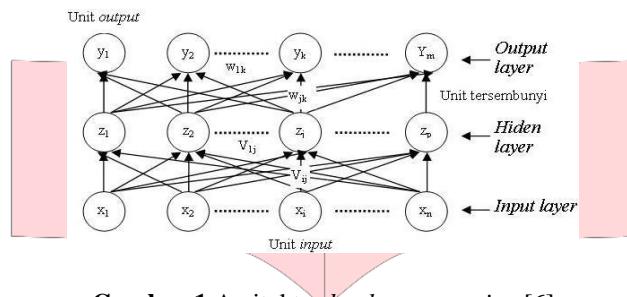 Unit output
y1 y2 yk Ym
Output layer
w1k
wjk
Unit tersembunyi
z1 z2 zj zp
Hiden layer
V1j
Vij
x1 x2 xi xn
Input layer
Unit input